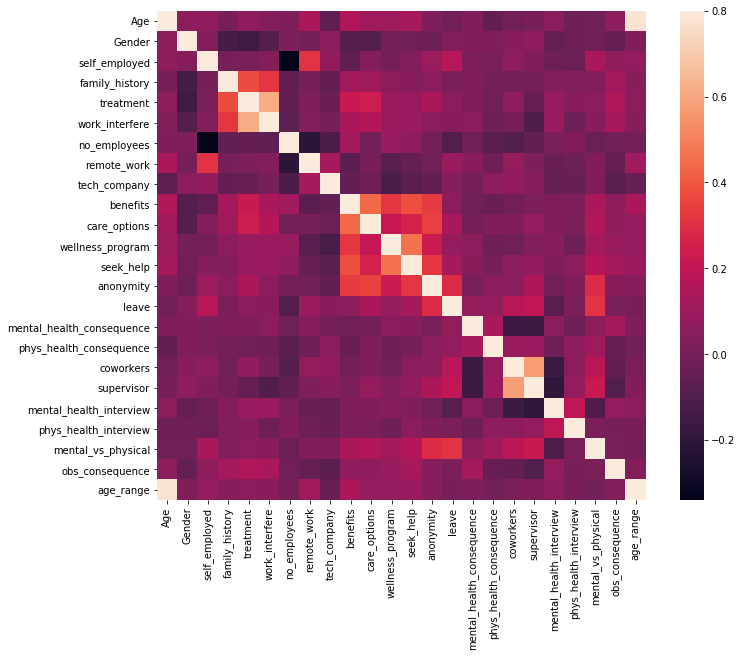 Age
Gender
self_employed
family_history
treatment
work_interfere
no_employees
remote_work
tech_company
benefits
care_options
wellness_program
seek_help
anonymity
leave
mental_health_consequence
phys_health_consequence
coworkers
supervisor
mental_health_interview
phys_health_interview
mental_vs_physical
obs_consequence
age_range
Age
Gender
self_employed
family_history
treatment
work_interfere
no_employees
remote_work
tech_company
benefits
care_options
wellness_program
seek_help
anonymity
leave
mental_health_consequence
phys_health_consequence
coworkers
supervisor
mental_health_interview
phys_health_interview
mental_vs_physical
obs_consequence
age_range
0.8
0.6
0.4
0.2
0.0
−0.2